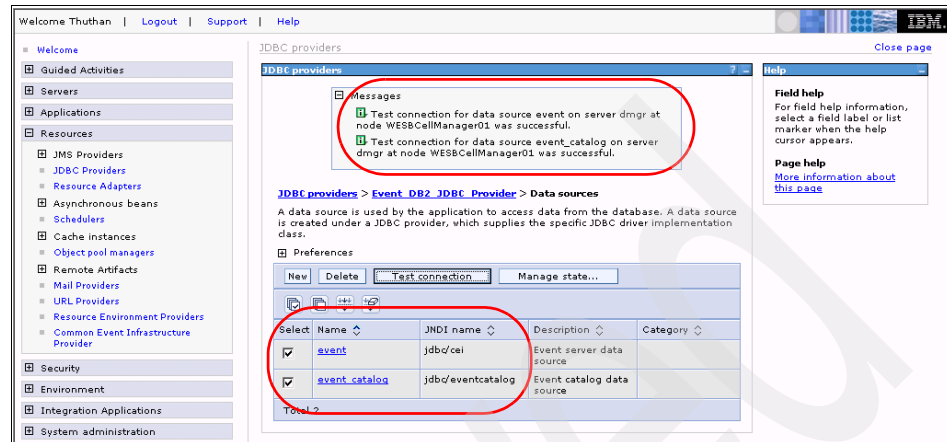 Welcome Thuthan | Logout | Support | Help
IBM.
Welcome
Guided Activities
Servers
Applications
Resources
JMS Providers
JDBC Providers
Resource Adapters
Asynchronous beans
Schedulers
Cache instances
Object pool managers
Remote Artifacts
Mail Providers
URL Providers
Resource Environment Providers
Common Event Infrastructure
Provider
Security
Environment
Integration Applications
System administration
JDBC providers
Close page
JDBC providers ? _
Messages
Test connection for data source event on server dmgr at
node WESBCellManager01 was successful.
Test connection for data source event_catalog on server
dmgr at node WESBCellManager01 was successful.
JDBC providers > Event_DB2_JDBC_Provider > Data sources
A data source is used by the application to access data from the database. A data source
is created under a JDBC provider, which supplies the specific JDBC driver implementation
class.
Preferences
New Delete Test connection Manage state...
Select Name JNDI name Description Category
event jdbc/cei Event server data
source
event_catalog jdbc/eventcatalog Event catalog data
source
Total 2
Help _
Field help
For field help information,
select a field label or list
marker when the help
cursor appears.
Page help
More information about
this page